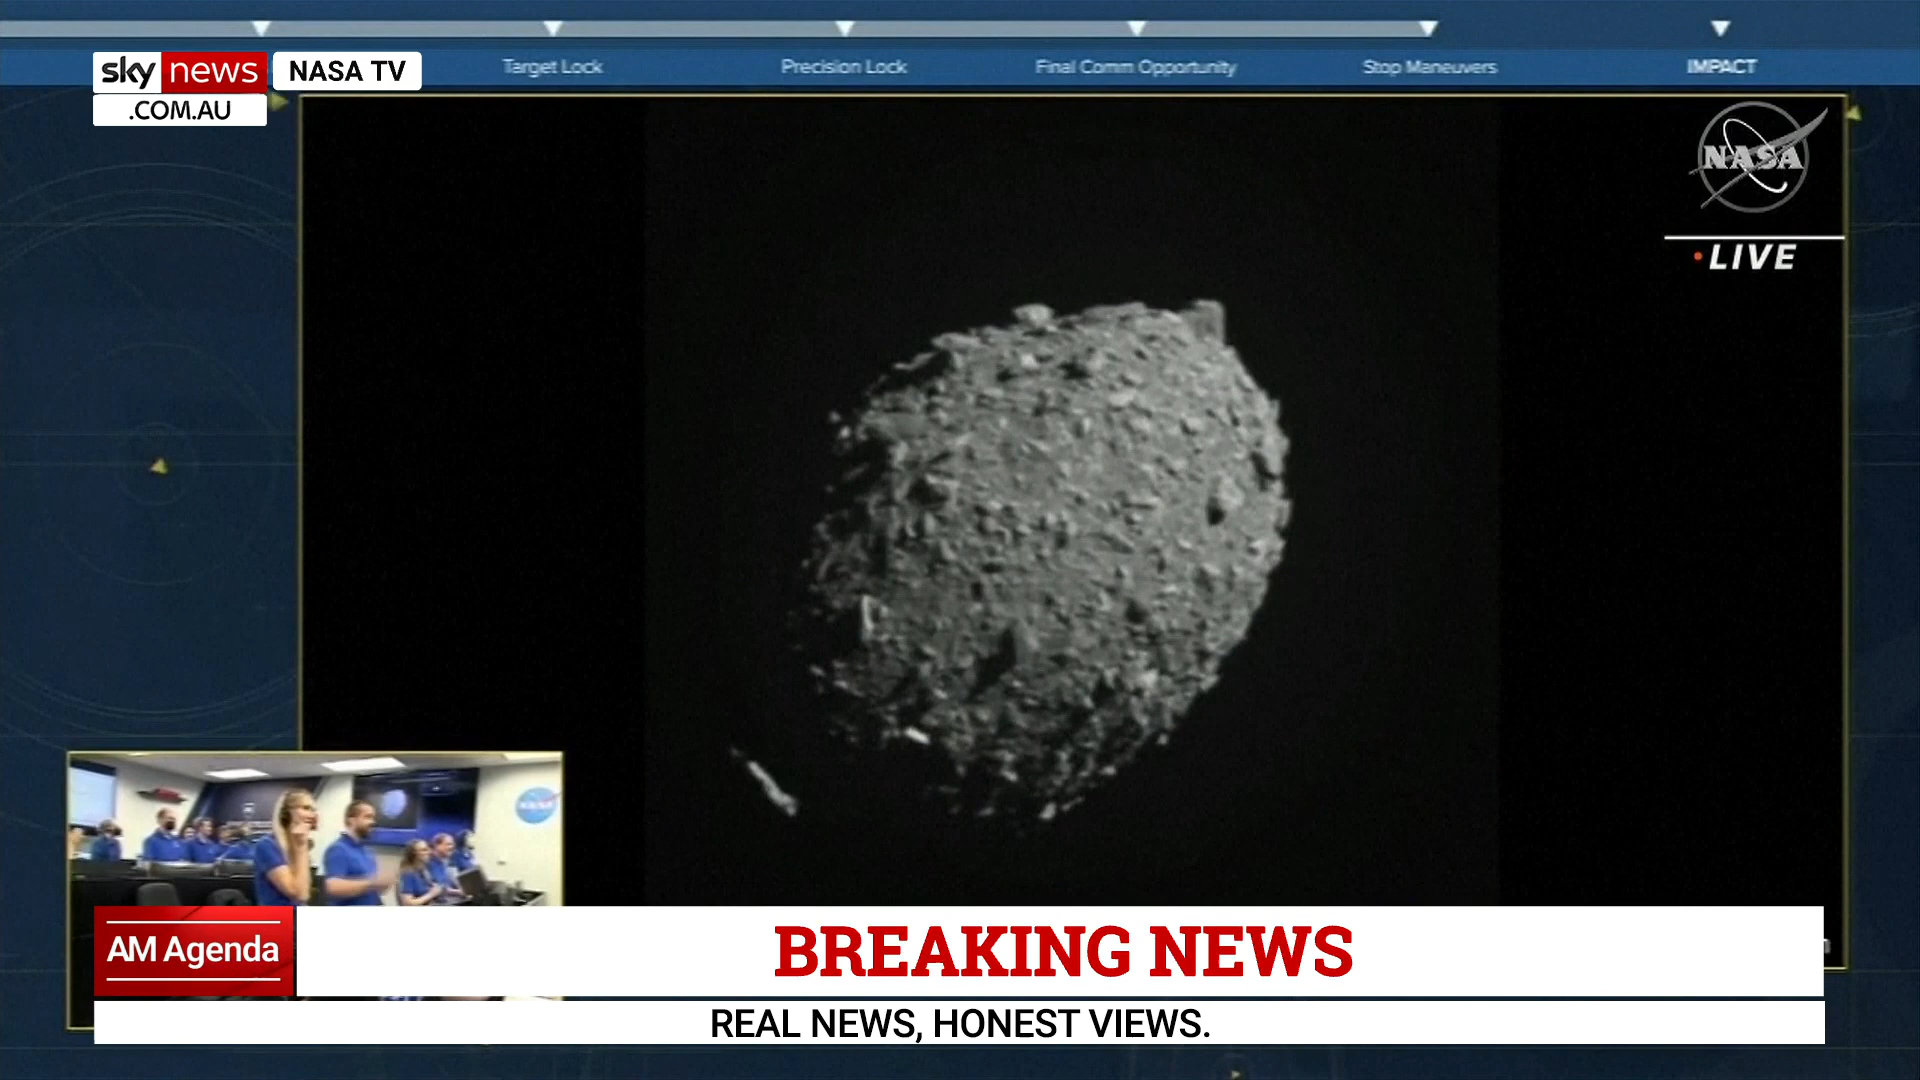 Target Lock
Precision Lock
Final Comm Opportunity
Stop Maneuvers
IMPACT
sky news
NASA TV
.COM.AU
NASA
LIVE
NASA
AM Agenda
BREAKING NEWS
REAL NEWS, HONEST VIEWS.